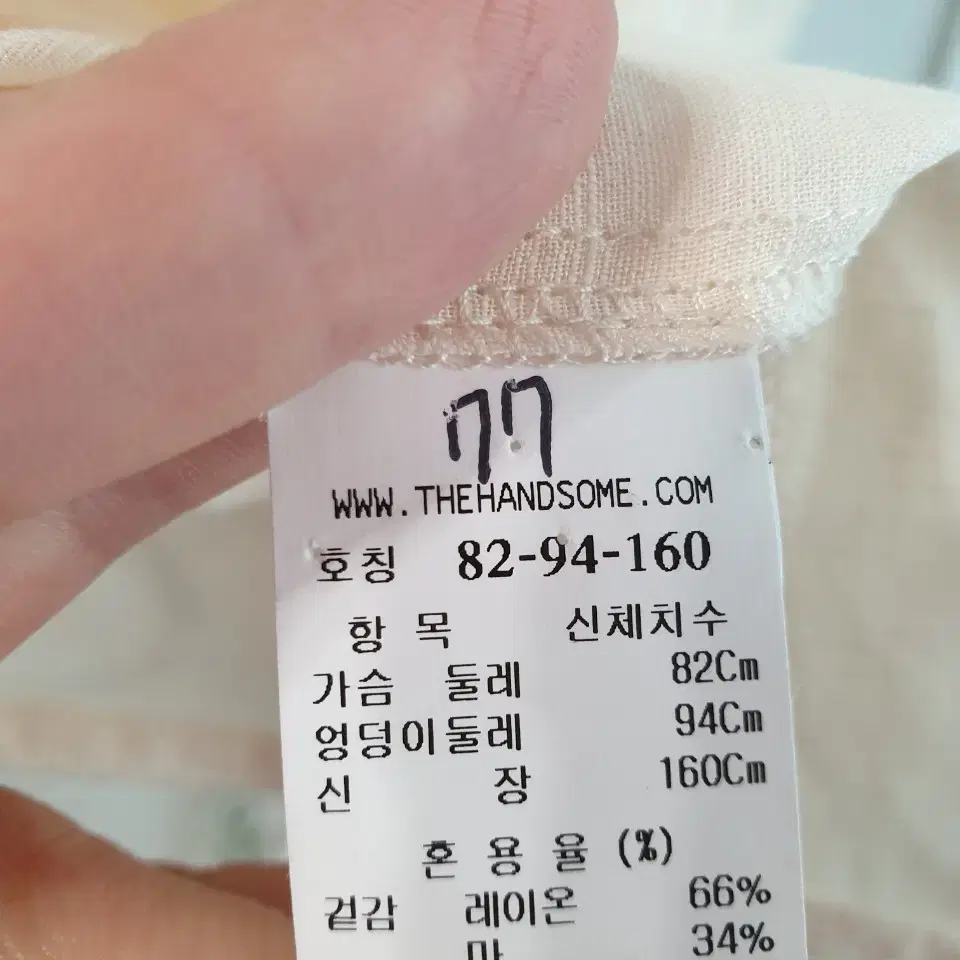 77
WWW.THEHANDSOME.COM
호칭 82-94-160
항 목 신체치수
가슴 둘레 82Cm
엉덩이둘레 94Cm
신 장 160Cm
혼 용 율 (%)
겉감 레이온 66%
마 34%